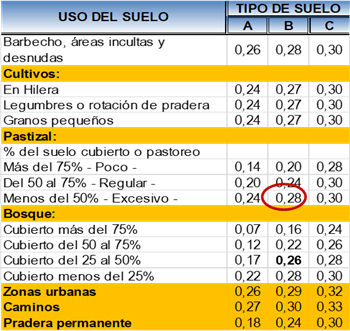 USO DEL SUELO TIPO DE SUELO
A B C
Barbecho, áreas incultas y
desnudas 0,26 0,28 0,30
Cultivos:
En Hilera 0,24 0,27 0,30
Legumbres o rotación de pradera 0,24 0,27 0,30
Granos pequeños 0,24 0,27 0,30
Pastizal:
% del suelo cubierto o pastoreo
Más del 75% - Poco - 0,14 0,20 0,28
Del 50 al 75% - Regular - 0,20 0,24 0,30
Menos del 50% - Excesivo - 0,24 0,28 0,30
Bosque:
Cubierto más del 75% 0,07 0,16 0,24
Cubierto del 50 al 75% 0,12 0,22 0,26
Cubierto del 25 al 50% 0,17 0,26 0,28
Cubierto menos del 25% 0,22 0,28 0,30
Zonas urbanas 0,26 0,29 0,32
Caminos 0,27 0,30 0,33
Pradera permanente 0,18 0,24 0,30